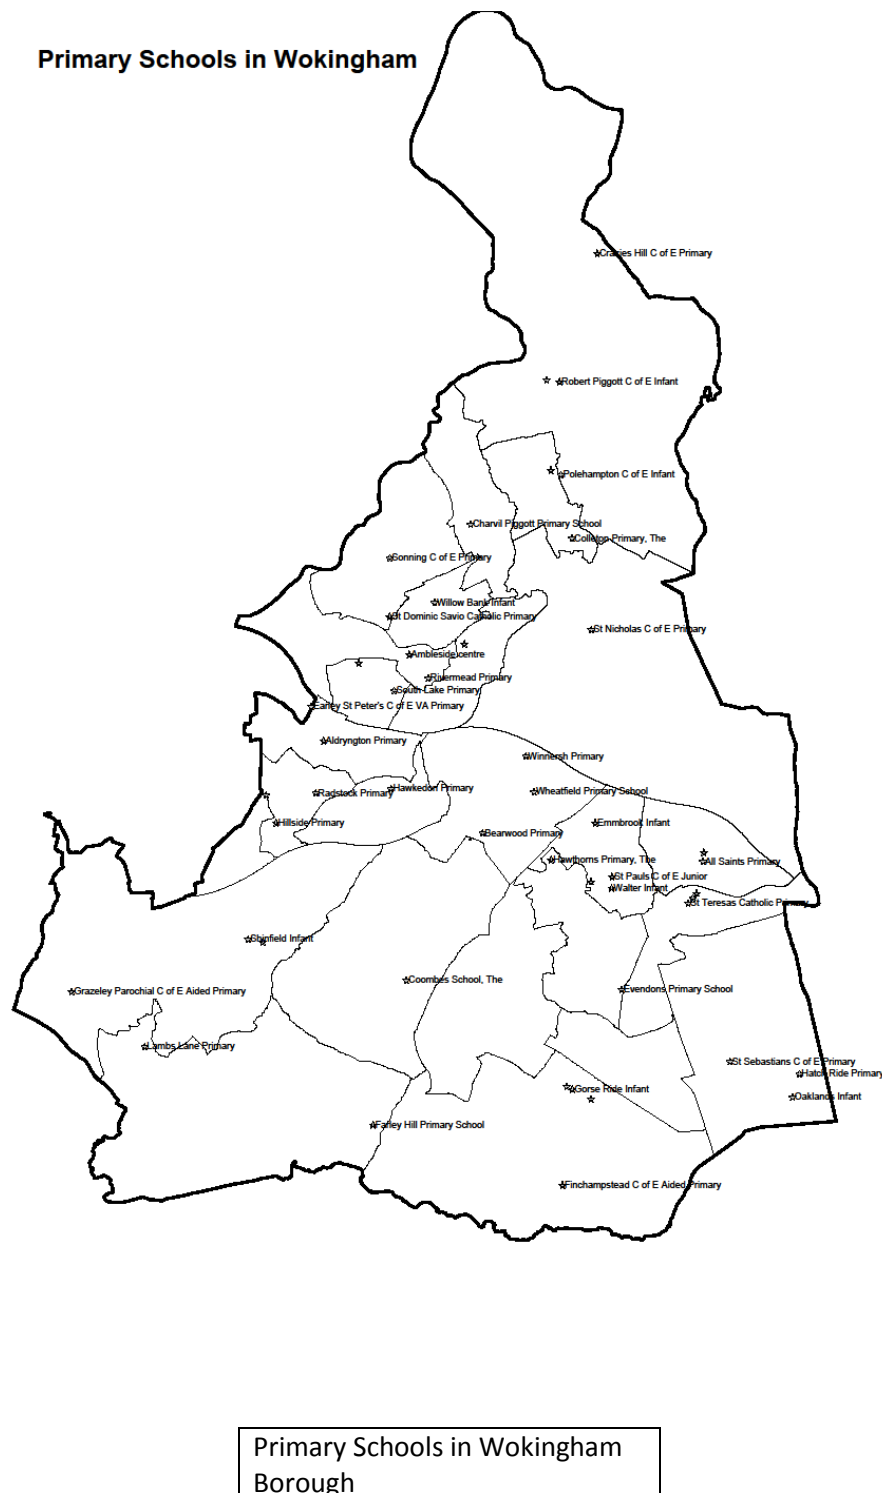 Primary Schools in Wokingham
Crazies Hill C of E Primary
Robert Piggott C of E Infant
Polehampton C of E Infant
Charvil Piggott Primary School
Colleton Primary, The
Sonning C of E Primary
Willow Bank Infant
St Dominic Savio Catholic Primary
St Nicholas C of E Primary
Ambleside centre
Rivermead Primary
South Lake Primary
Earley St Peter's C of E VA Primary
Aldryngton Primary
Winnersh Primary
Hawkedon Primary
Radstock Primary
Wheatfield Primary School
Hillside Primary
Emmbrook Infant
Bearwood Primary
Hawthorns Primary, The
All Saints Primary
St Pauls C of E Junior
Walter Infant
St Teresas Catholic Primary
Shinfield Infant
Coombes School, The
Grazeley Parochial C of E Aided Primary
Evendons Primary School
Lambs Lane Primary
St Sebastians C of E Primary
Hatch Ride Primary
Gorse Ride Infant
Oaklands Infant
Farley Hill Primary School
Finchampstead C of E Aided Primary
Primary Schools in Wokingham
Borough